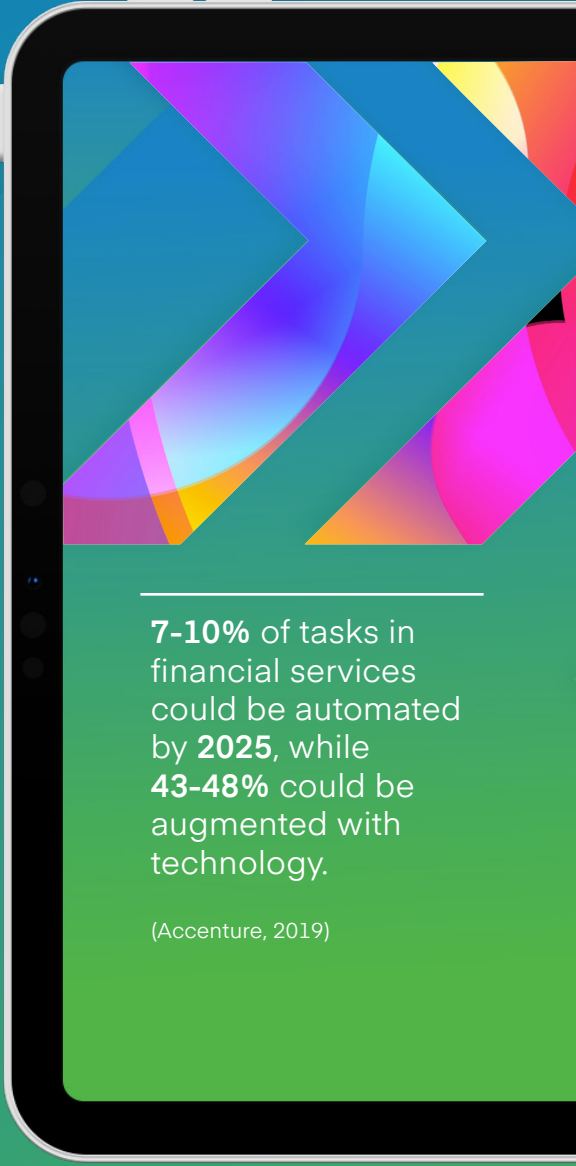 7-10% of tasks in
financial services
could be automated
by 2025, while
43-48% could be
augmented with
technology.
(Accenture, 2019)